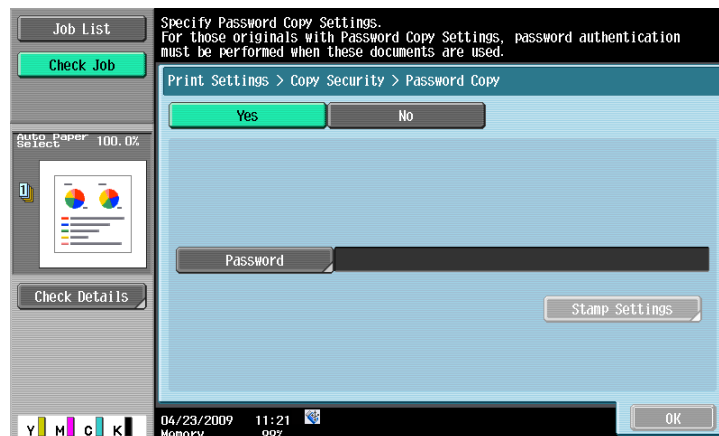 Job List
Check Job
Specify Password Copy Settings.
For those originals with Password Copy Settings, password authentication
must be performed when these documents are used.
Print Settings > Copy Security > Password Copy
Yes
No
Auto Paper
Select
100.0%
1
Password
Check Details
Stamp Settings
Y M C K
04/23/2009 11:21
Memory 99%
OK